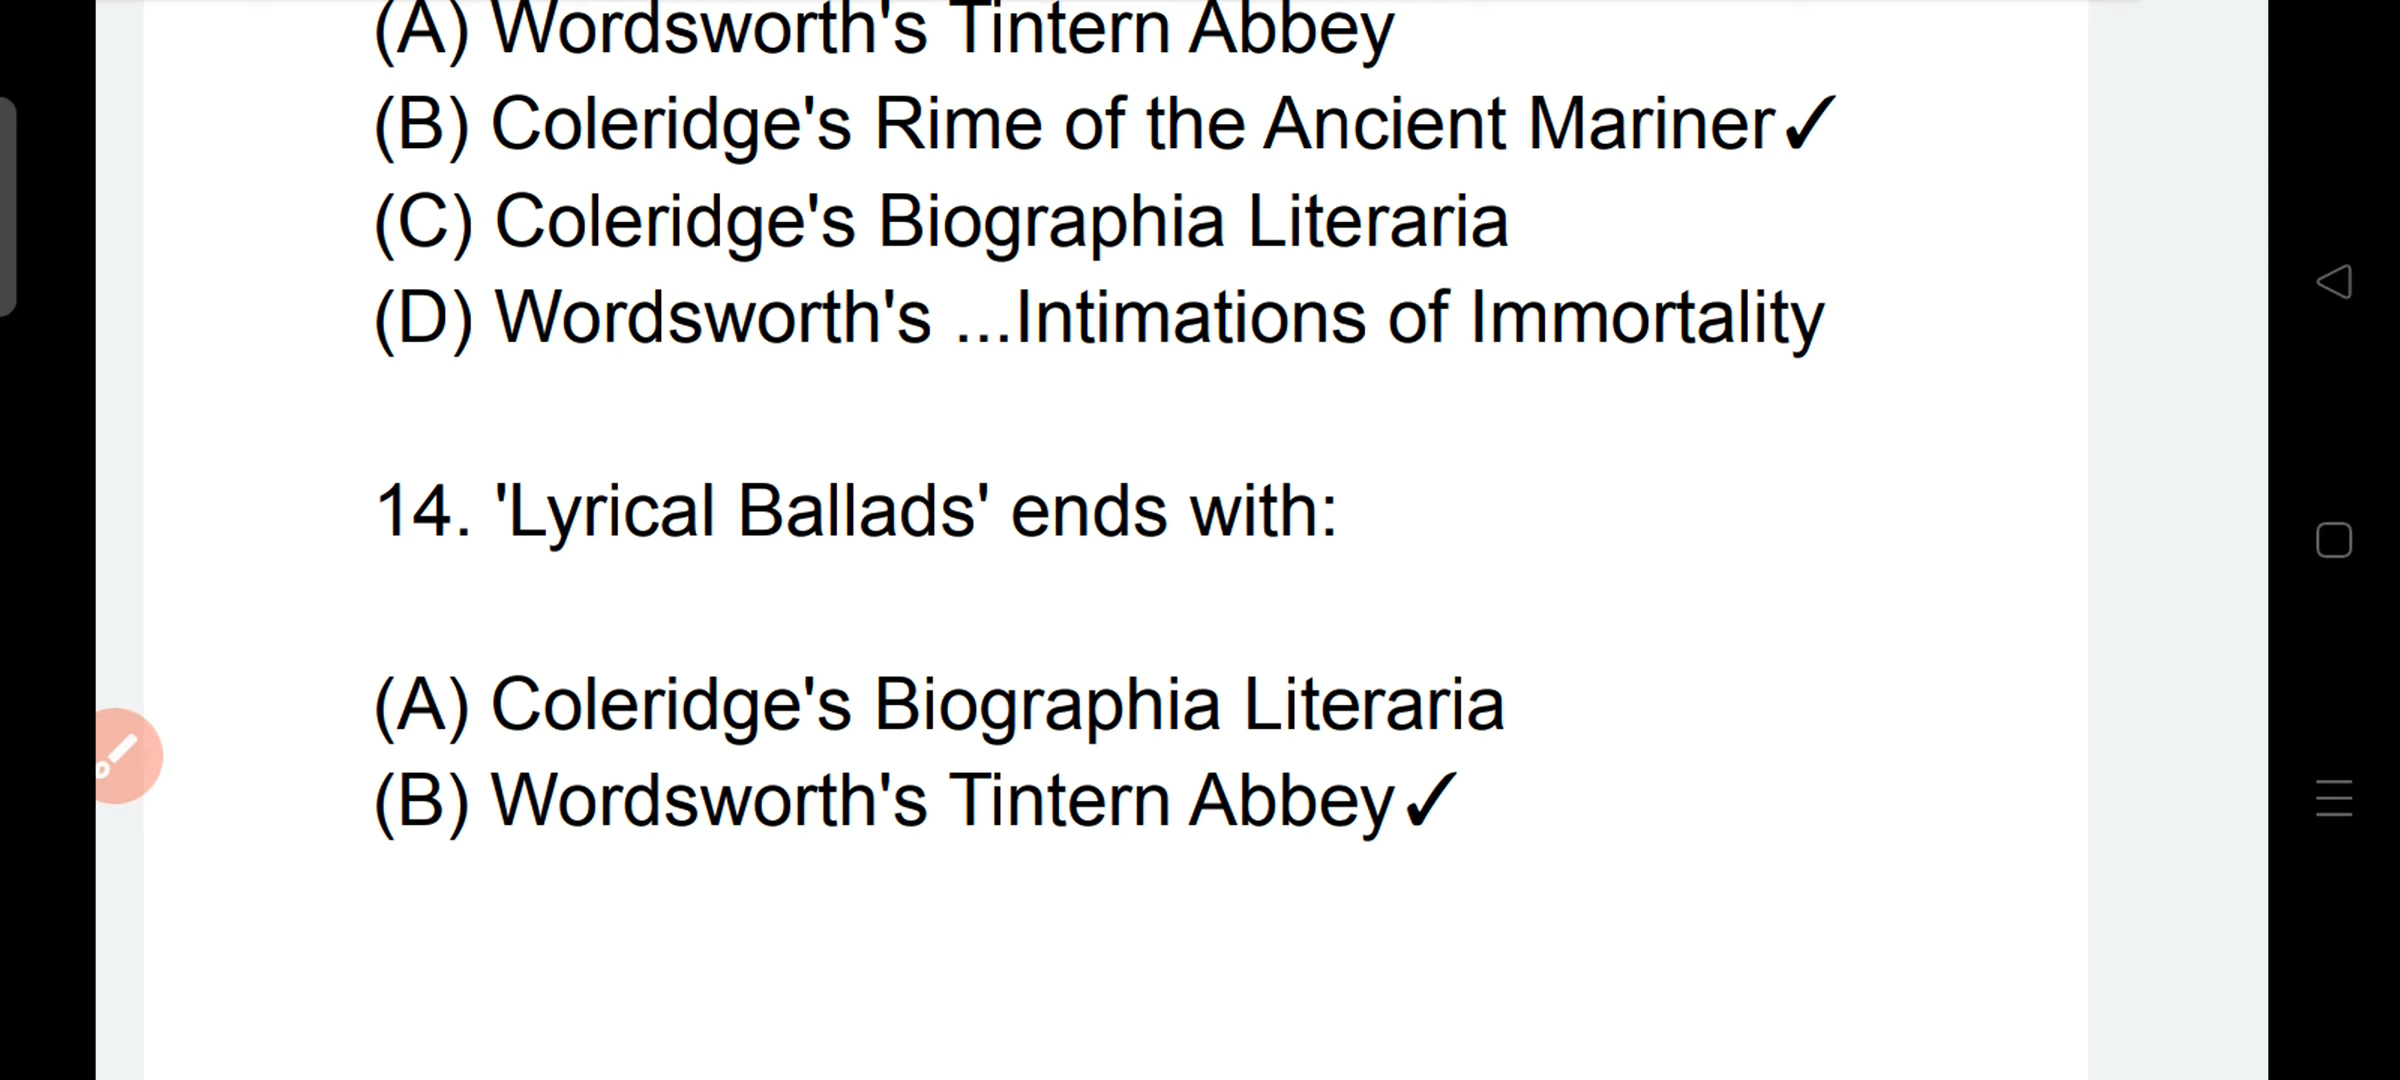 (A) Wordsworth's Tintern Abbey
(B) Coleridge's Rime of the Ancient Mariner✓
(C) Coleridge's Biographia Literaria
(D) Wordsworth's ...Intimations of Immortality
14. 'Lyrical Ballads' ends with:
(A) Coleridge's Biographia Literaria
(B) Wordsworth's Tintern Abbey✓